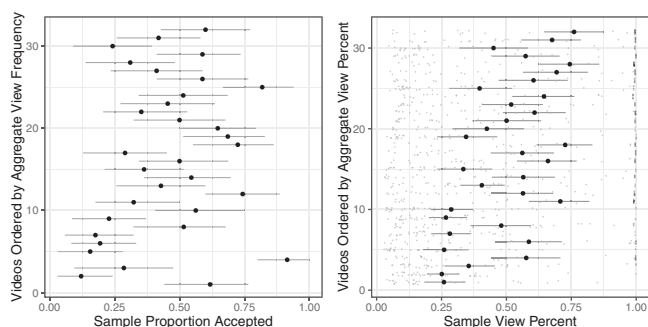 Videos Ordered by Aggregate View Frequency
30
20
10
0
0.00 0.25 0.50 0.75 1.00
Sample Proportion Accepted
Videos Ordered by Aggregate View Percent
30
20
10
0
0.00 0.25 0.50 0.75 1.00
Sample View Percent